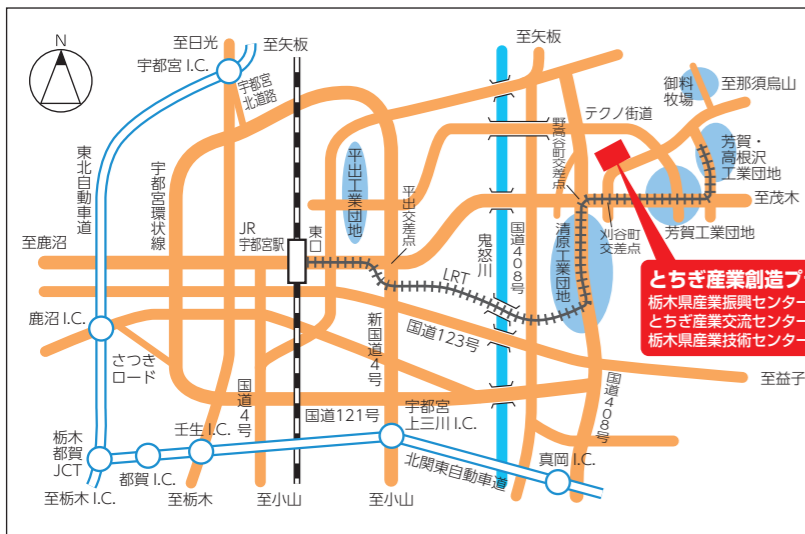 N
至日光
至矢板
宇都宮 I.C.
宇都宮
北道路
至矢板
御料
牧場
至那須烏山
テクノ街道
芳賀・
高根沢
工業団地
野高谷町交差点
東北自動車道
宇都宮環状線
平出工業団地
平出交差点
至茂木
至鹿沼
JR
宇都宮駅
東口
鬼怒川
国道408号
清原工業団地
刈谷町
交差点
芳賀工業団地
LRT
とちぎ産業創造プ
栃木県産業振興センター
とちぎ産業交流センター
栃木県産業技術センター
鹿沼 I.C.
さつき
ロード
新国道4号
国道123号
国道4号
至益子
国道121号
宇都宮
上三川 I.C.
国道408号
栃木
都賀
JCT
壬生 I.C.
都賀 I.C.
北関東自動車道
真岡 I.C.
至栃木 I.C.
至栃木
至小山
至小山